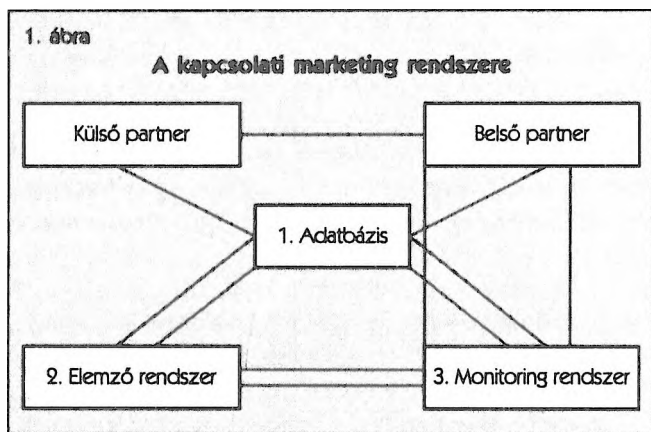 1. ábra
A kapcsolati marketing rendszere
Külső partner
Belső partner
1. Adatbázis
2. Elemző rendszer
3. Monitoring rendszer